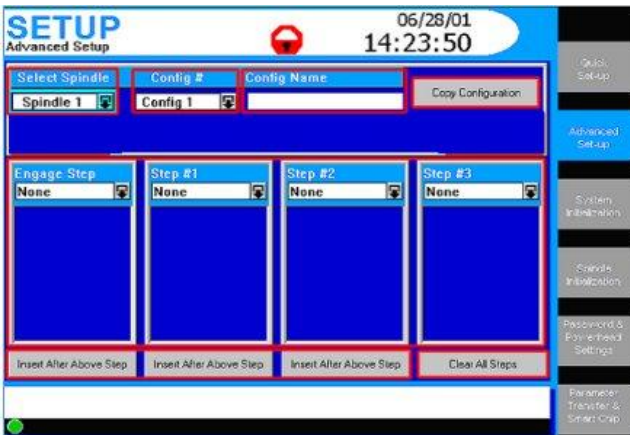 SETUP
Advanced Setup
06/28/01
14:23:50
Select Spindle
Spindle 1
Config #
Config 1
Config Name
Copy Configuration
Engage Step
None
Step #1
None
Step #2
None
Step #3
None
Insert After Above Step
Insert After Above Step
Insert After Above Step
Clear All Steps
Quick
Set-up
Advanced
Set-up
System
Initialization
Spindle
Initialization
Password &
Powerhead
Settings
Parameter
Transfer &
Smart Chip